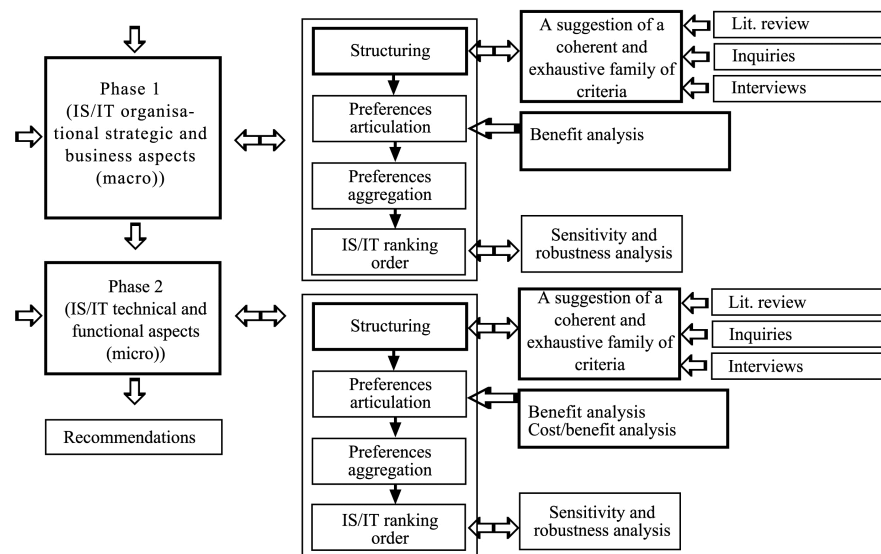 Phase 1
(IS/IT organisa-
tional strategic and
business aspects
(macro))
Phase 2
(IS/IT technical and
functional aspects
(micro))
Recommendations
Structuring
Preferences
articulation
Preferences
aggregation
IS/IT ranking
order
A suggestion of a
coherent and
exhaustive family of
criteria
Lit. review
Inquiries
Interviews
Benefit analysis
Sensitivity and
robustness analysis
Structuring
Preferences
articulation
Preferences
aggregation
IS/IT ranking
order
A suggestion of a
coherent and
exhaustive family of
criteria
Lit. review
Inquiries
Interviews
Benefit analysis
Cost/benefit analysis
Sensitivity and
robustness analysis